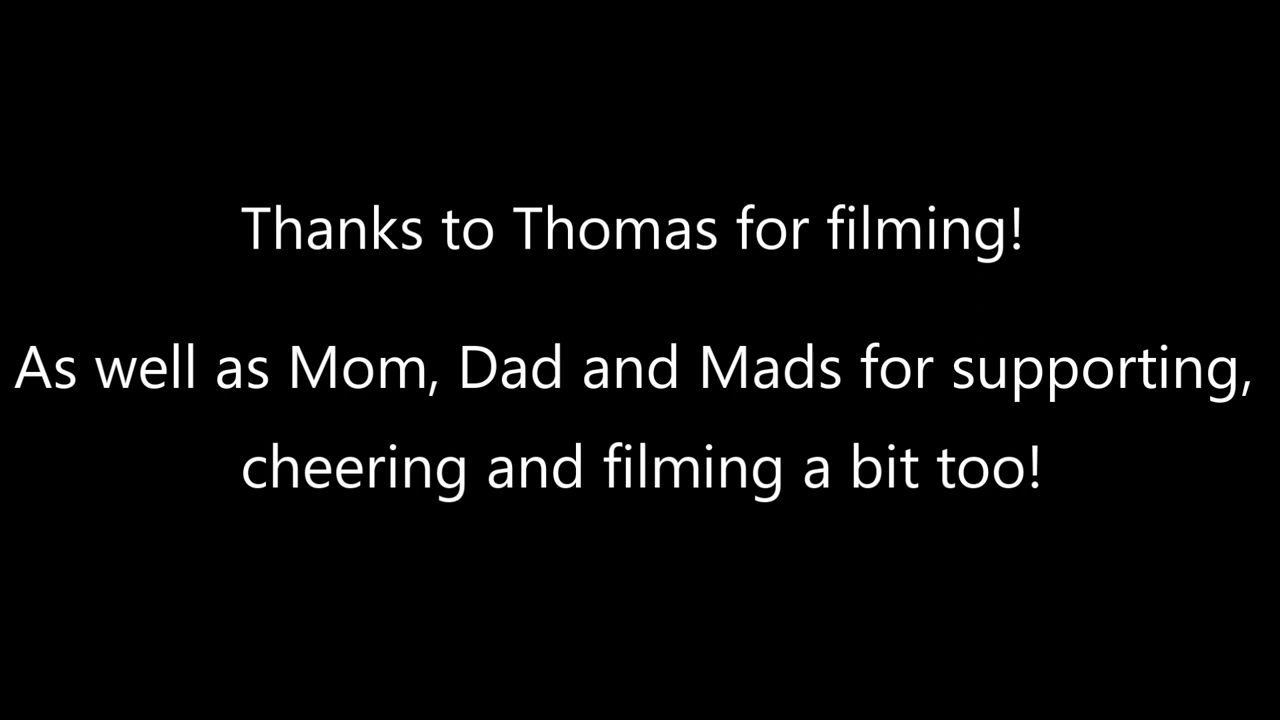 Thanks to Thomas for filming!
As well as Mom, Dad and Mads for supporting,
cheering and filming a bit too!